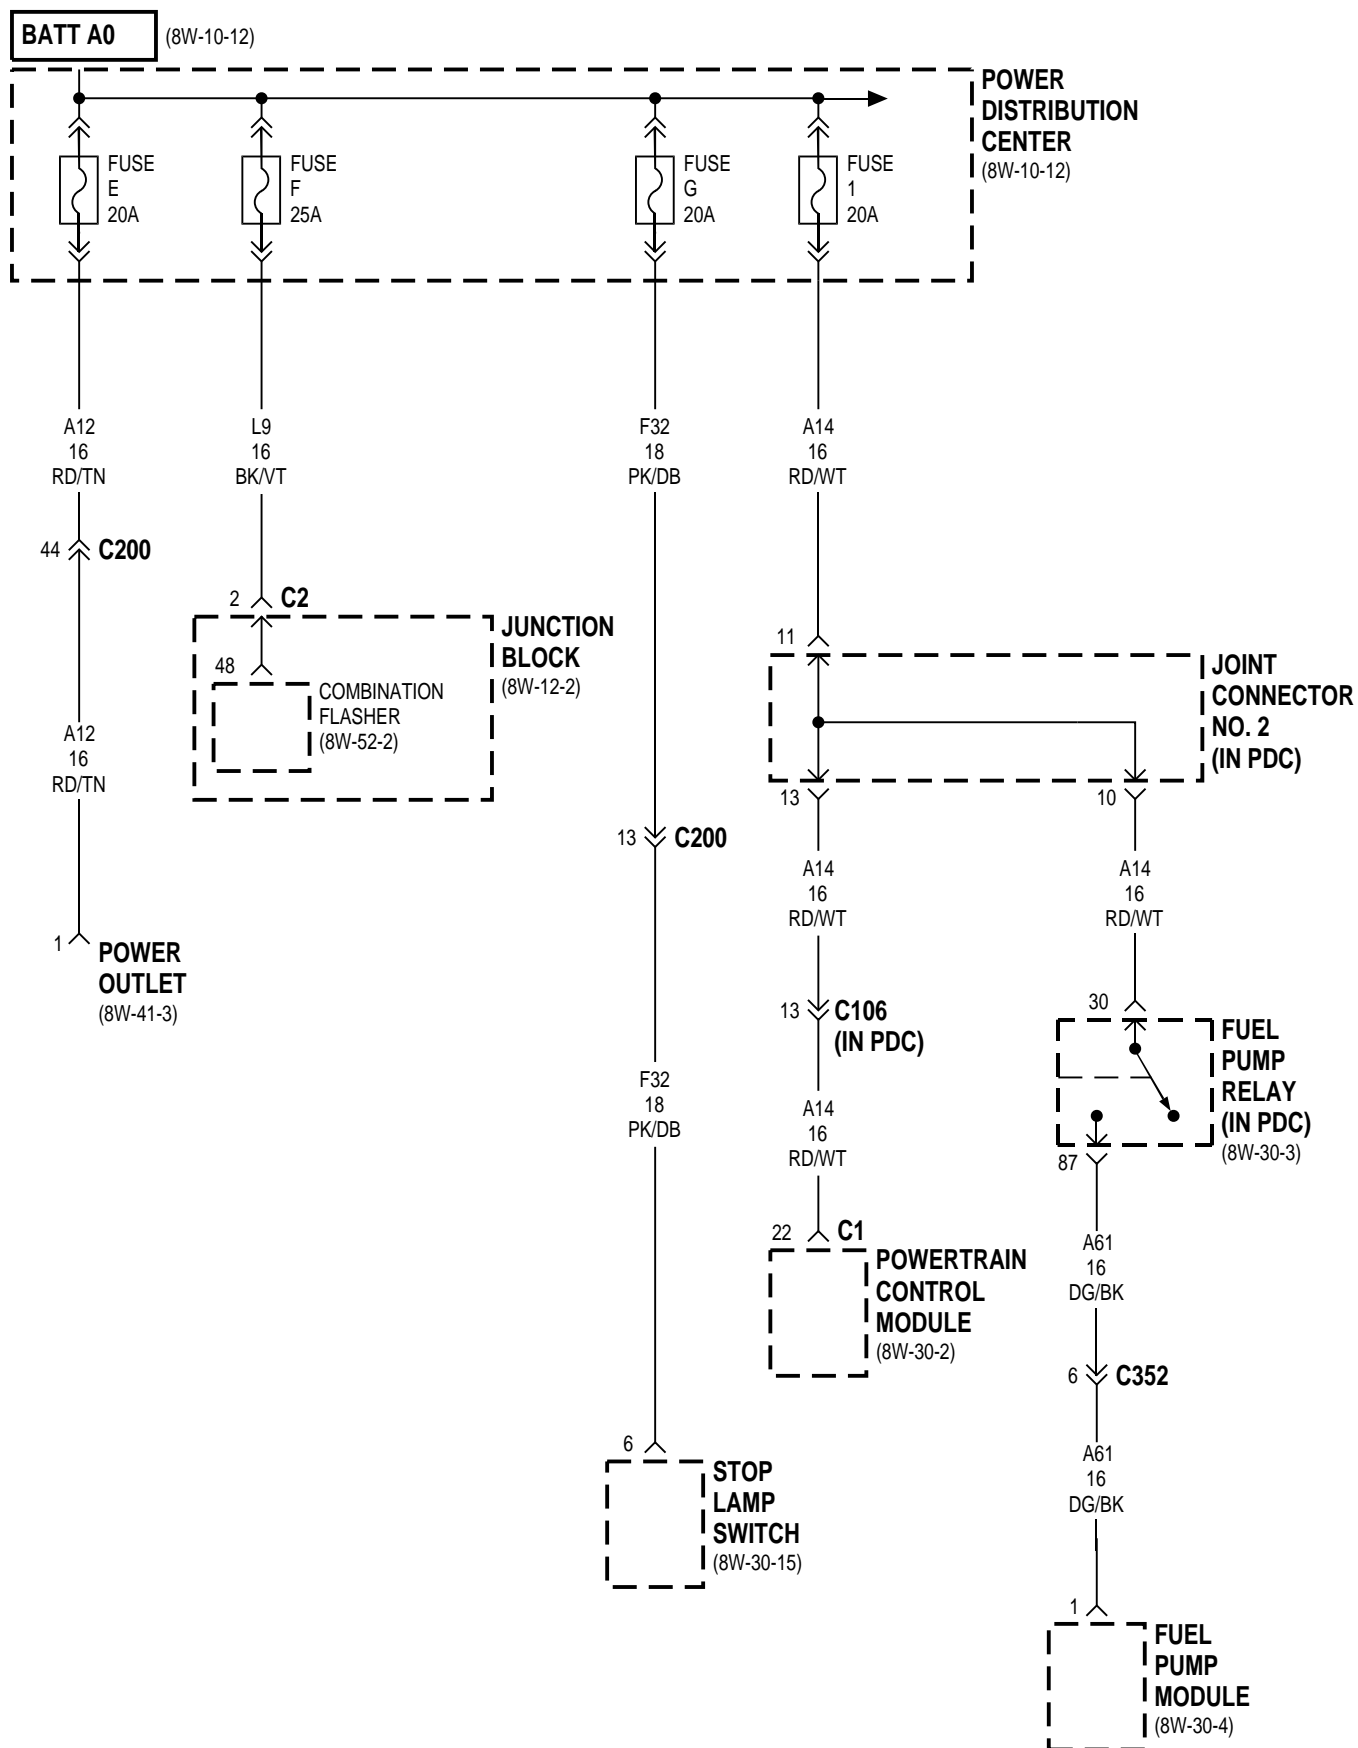 BATT A0 (8W-10-12)
POWER
DISTRIBUTION
CENTER
(8W-10-12)
FUSE
E
20A
FUSE
F
25A
FUSE
G
20A
FUSE
1
20A
A12
16
RD/TN
L9
16
BK/VT
F32
18
PK/DB
A14
16
RD/WT
44 C200
2 C2
JUNCTION
BLOCK
(8W-12-2)
48
COMBINATION
FLASHER
(8W-52-2)
11
JOINT
CONNECTOR
NO. 2
(IN PDC)
A12
16
RD/TN
13 10
13 C200
A14
16
RD/WT
A14
16
RD/WT
1 POWER
OUTLET
(8W-41-3)
13 C106
(IN PDC)
30
FUEL
PUMP
RELAY
(IN PDC)
(8W-30-3)
F32
18
PK/DB
A14
16
RD/WT
87
22 C1
POWERTRAIN
CONTROL
MODULE
(8W-30-2)
A61
16
DG/BK
6 C352
6
STOP
LAMP
SWITCH
(8W-30-15)
A61
16
DG/BK
1
FUEL
PUMP
MODULE
(8W-30-4)